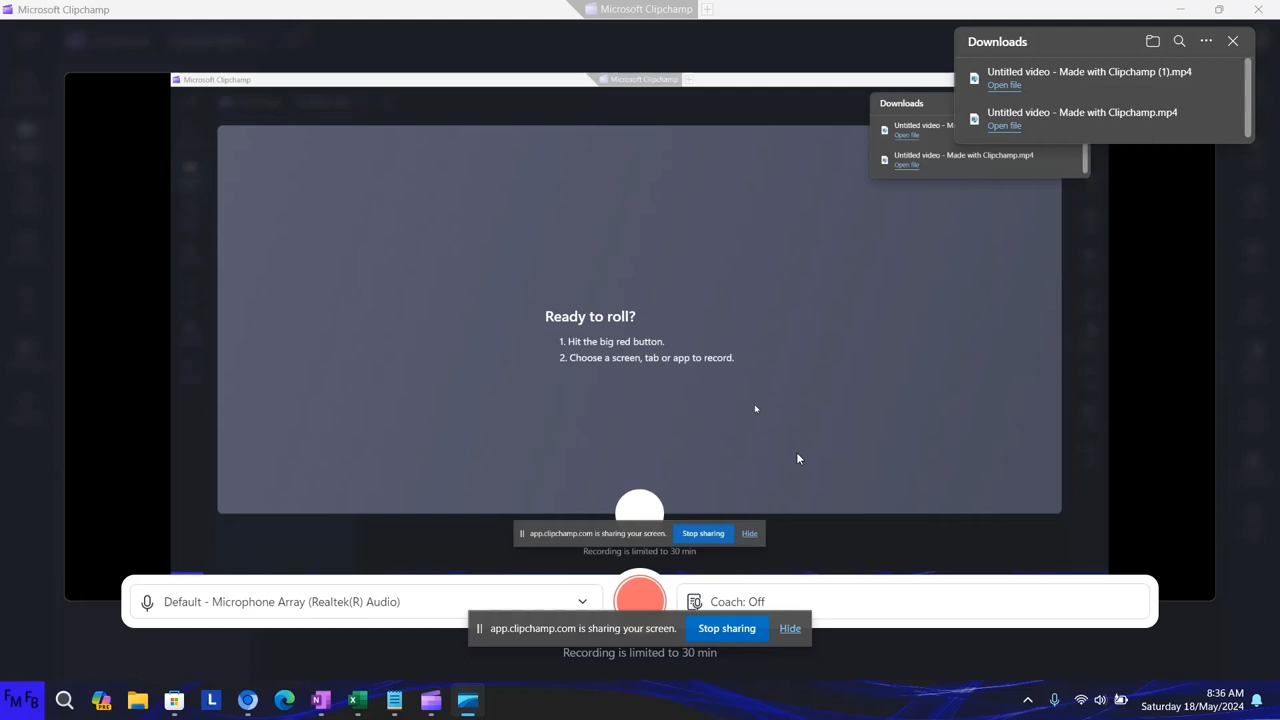 Microsoft Clipchamp
Microsoft Clipchamp
Downloads
Untitled video - Made with Clipchamp (1).mp4
Open file
Untitled video - Made with Clipchamp.mp4
Open file
Microsoft Clipchamp
Microsoft Clipchamp
Downloads
Untitled video - M
Open file
Untitled video - Made with Clipchamp.mp4
Open file
Ready to roll?
1. Hit the big red button.
2. Choose a screen, tab or app to record.
app.clipchamp.com is sharing your screen.
Stop sharing
Hide
Recording is limited to 30 min
Default - Microphone Array (Realtek(R) Audio)
Coach: Off
app.clipchamp.com is sharing your screen.
Stop sharing
Hide
Recording is limited to 30 min
FMFB
PRE
L
N
X
8:36 AM
Saturday 18/May/2024